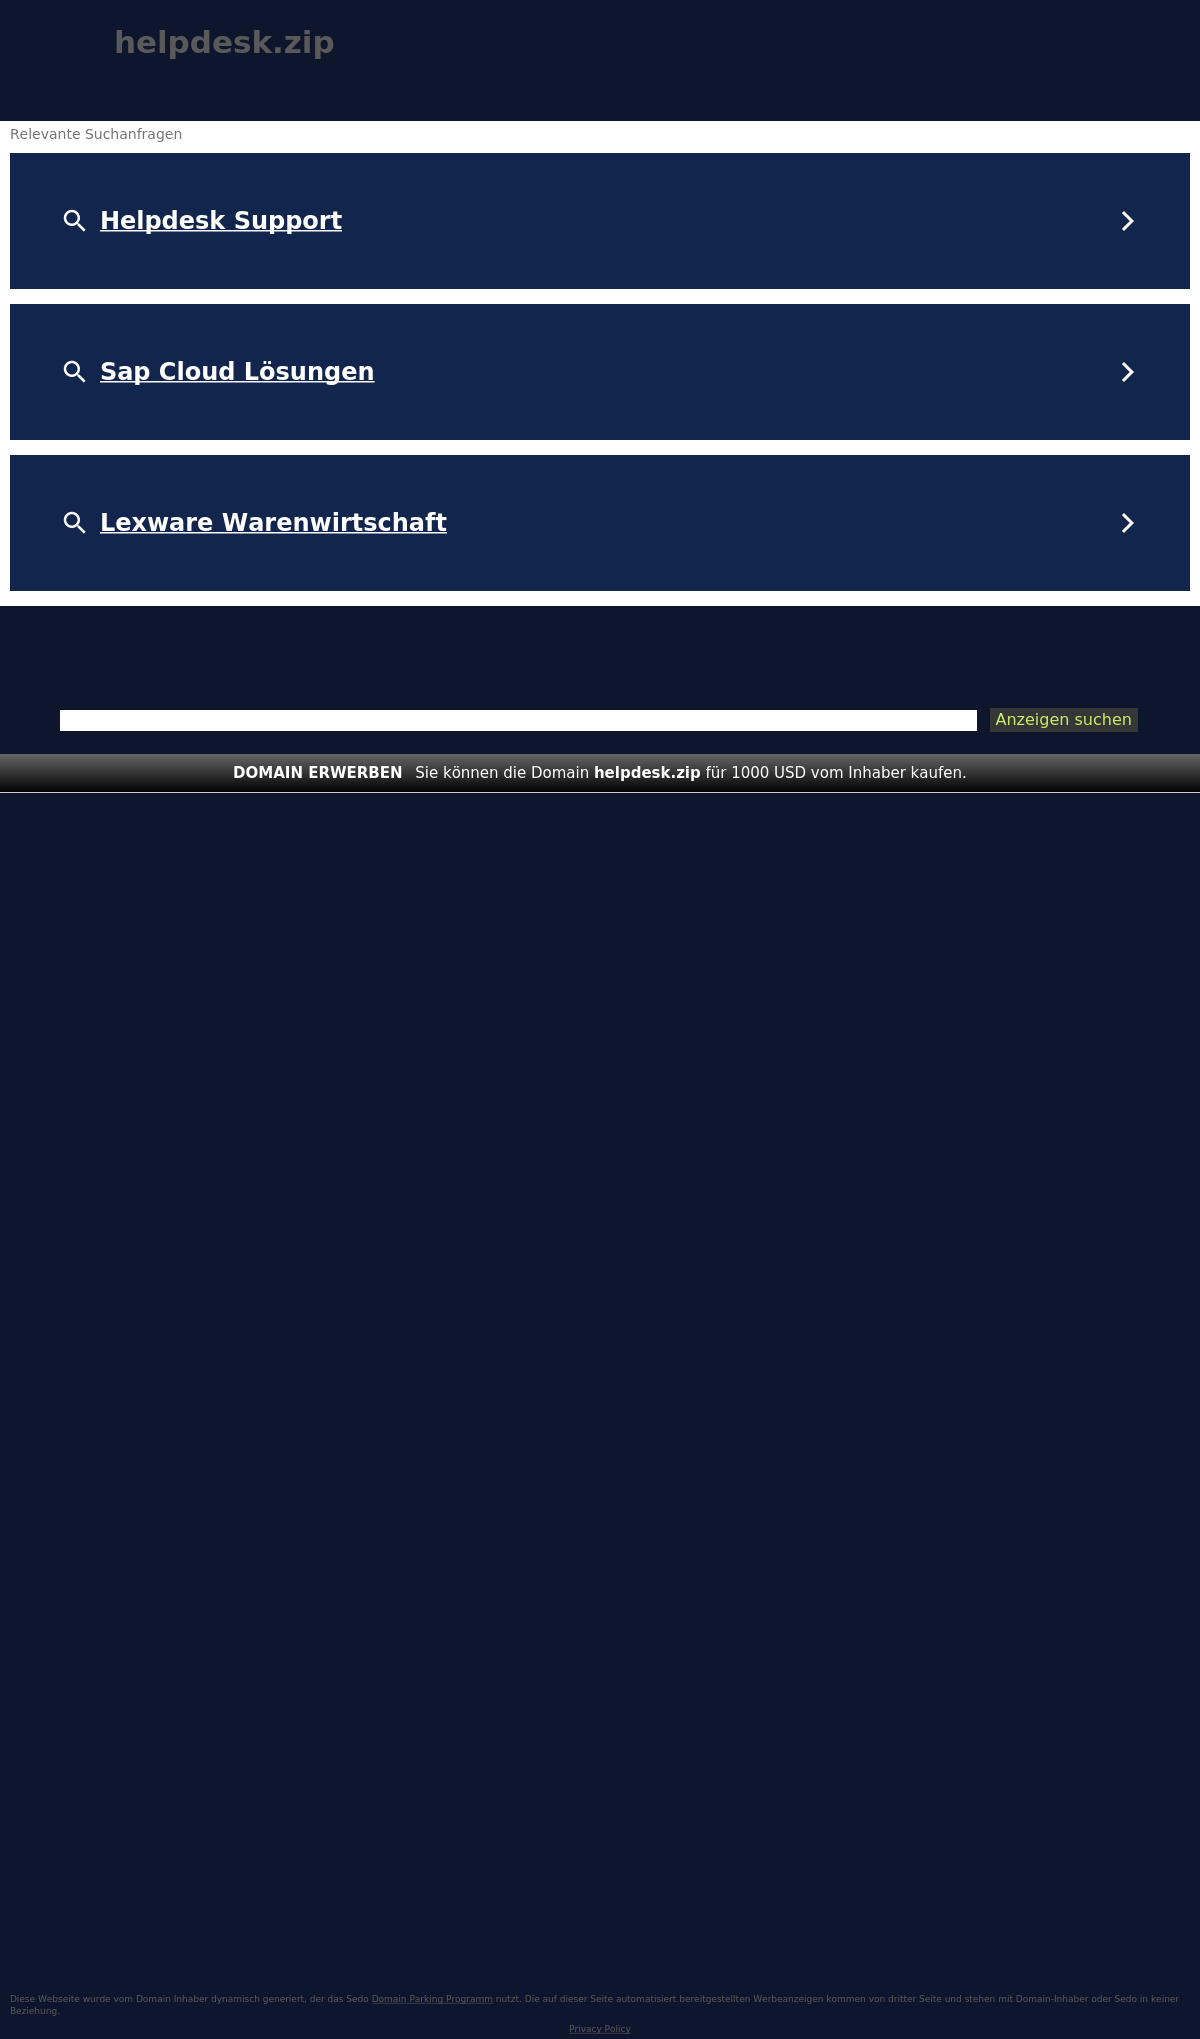 helpdesk.zip
Relevante Suchanfragen
Helpdesk Support
Sap Cloud Lösungen
Lexware Warenwirtschaft
Anzeigen suchen
DOMAIN ERWERBEN Sie können die Domain helpdesk.zip für 1000 USD vom Inhaber kaufen.
Diese Webseite wurde vom Domain Inhaber dynamisch generiert, der das Sedo Domain Parking Programm nutzt. Die auf dieser Seite automatisiert bereitgestellten Werbeanzeigen kommen von dritter Seite und stehen mit Domain-Inhaber oder Sedo in keiner
Beziehung.
Privacy Policy